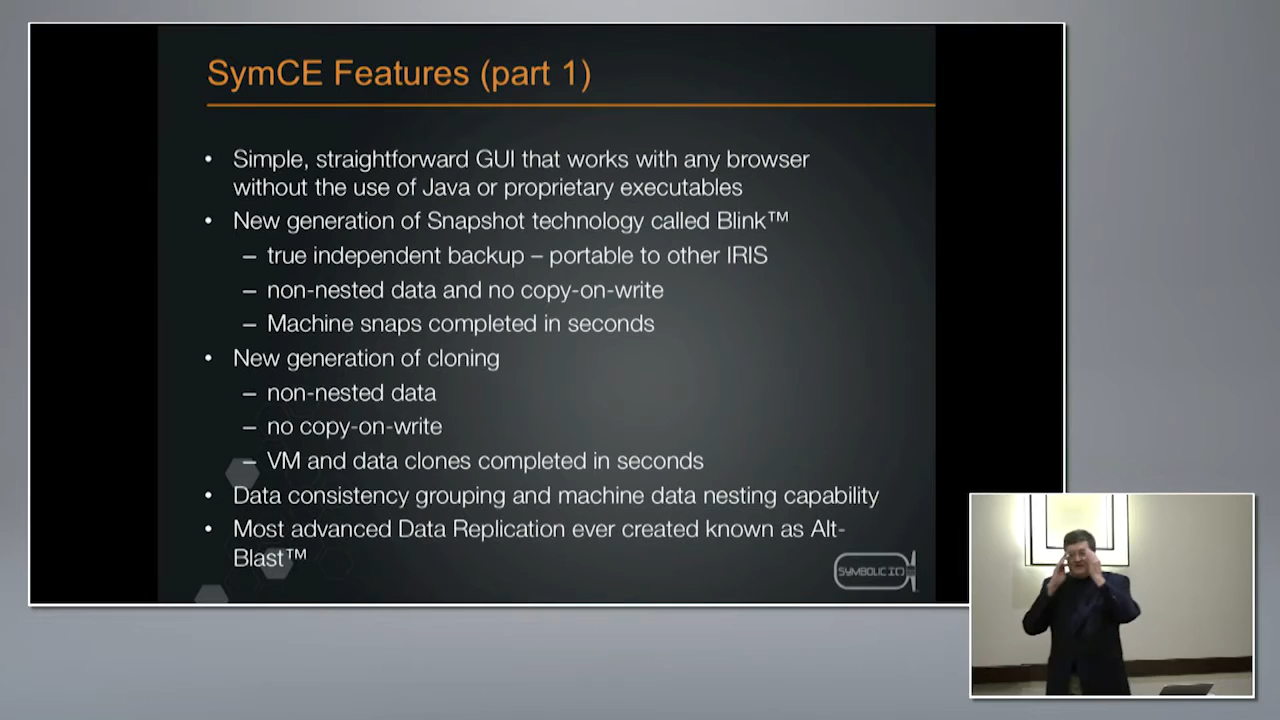 SymCE Features (part 1)
• Simple, straightforward GUI that works with any browser
without the use of Java or proprietary executables
• New generation of Snapshot technology called Blink™
– true independent backup – portable to other IRIS
– non-nested data and no copy-on-write
– Machine snaps completed in seconds
• New generation of cloning
– non-nested data
– no copy-on-write
– VM and data clones completed in seconds
• Data consistency grouping and machine data nesting capability
• Most advanced Data Replication ever created known as Alt-
Blast™
SYMBOLIC IO